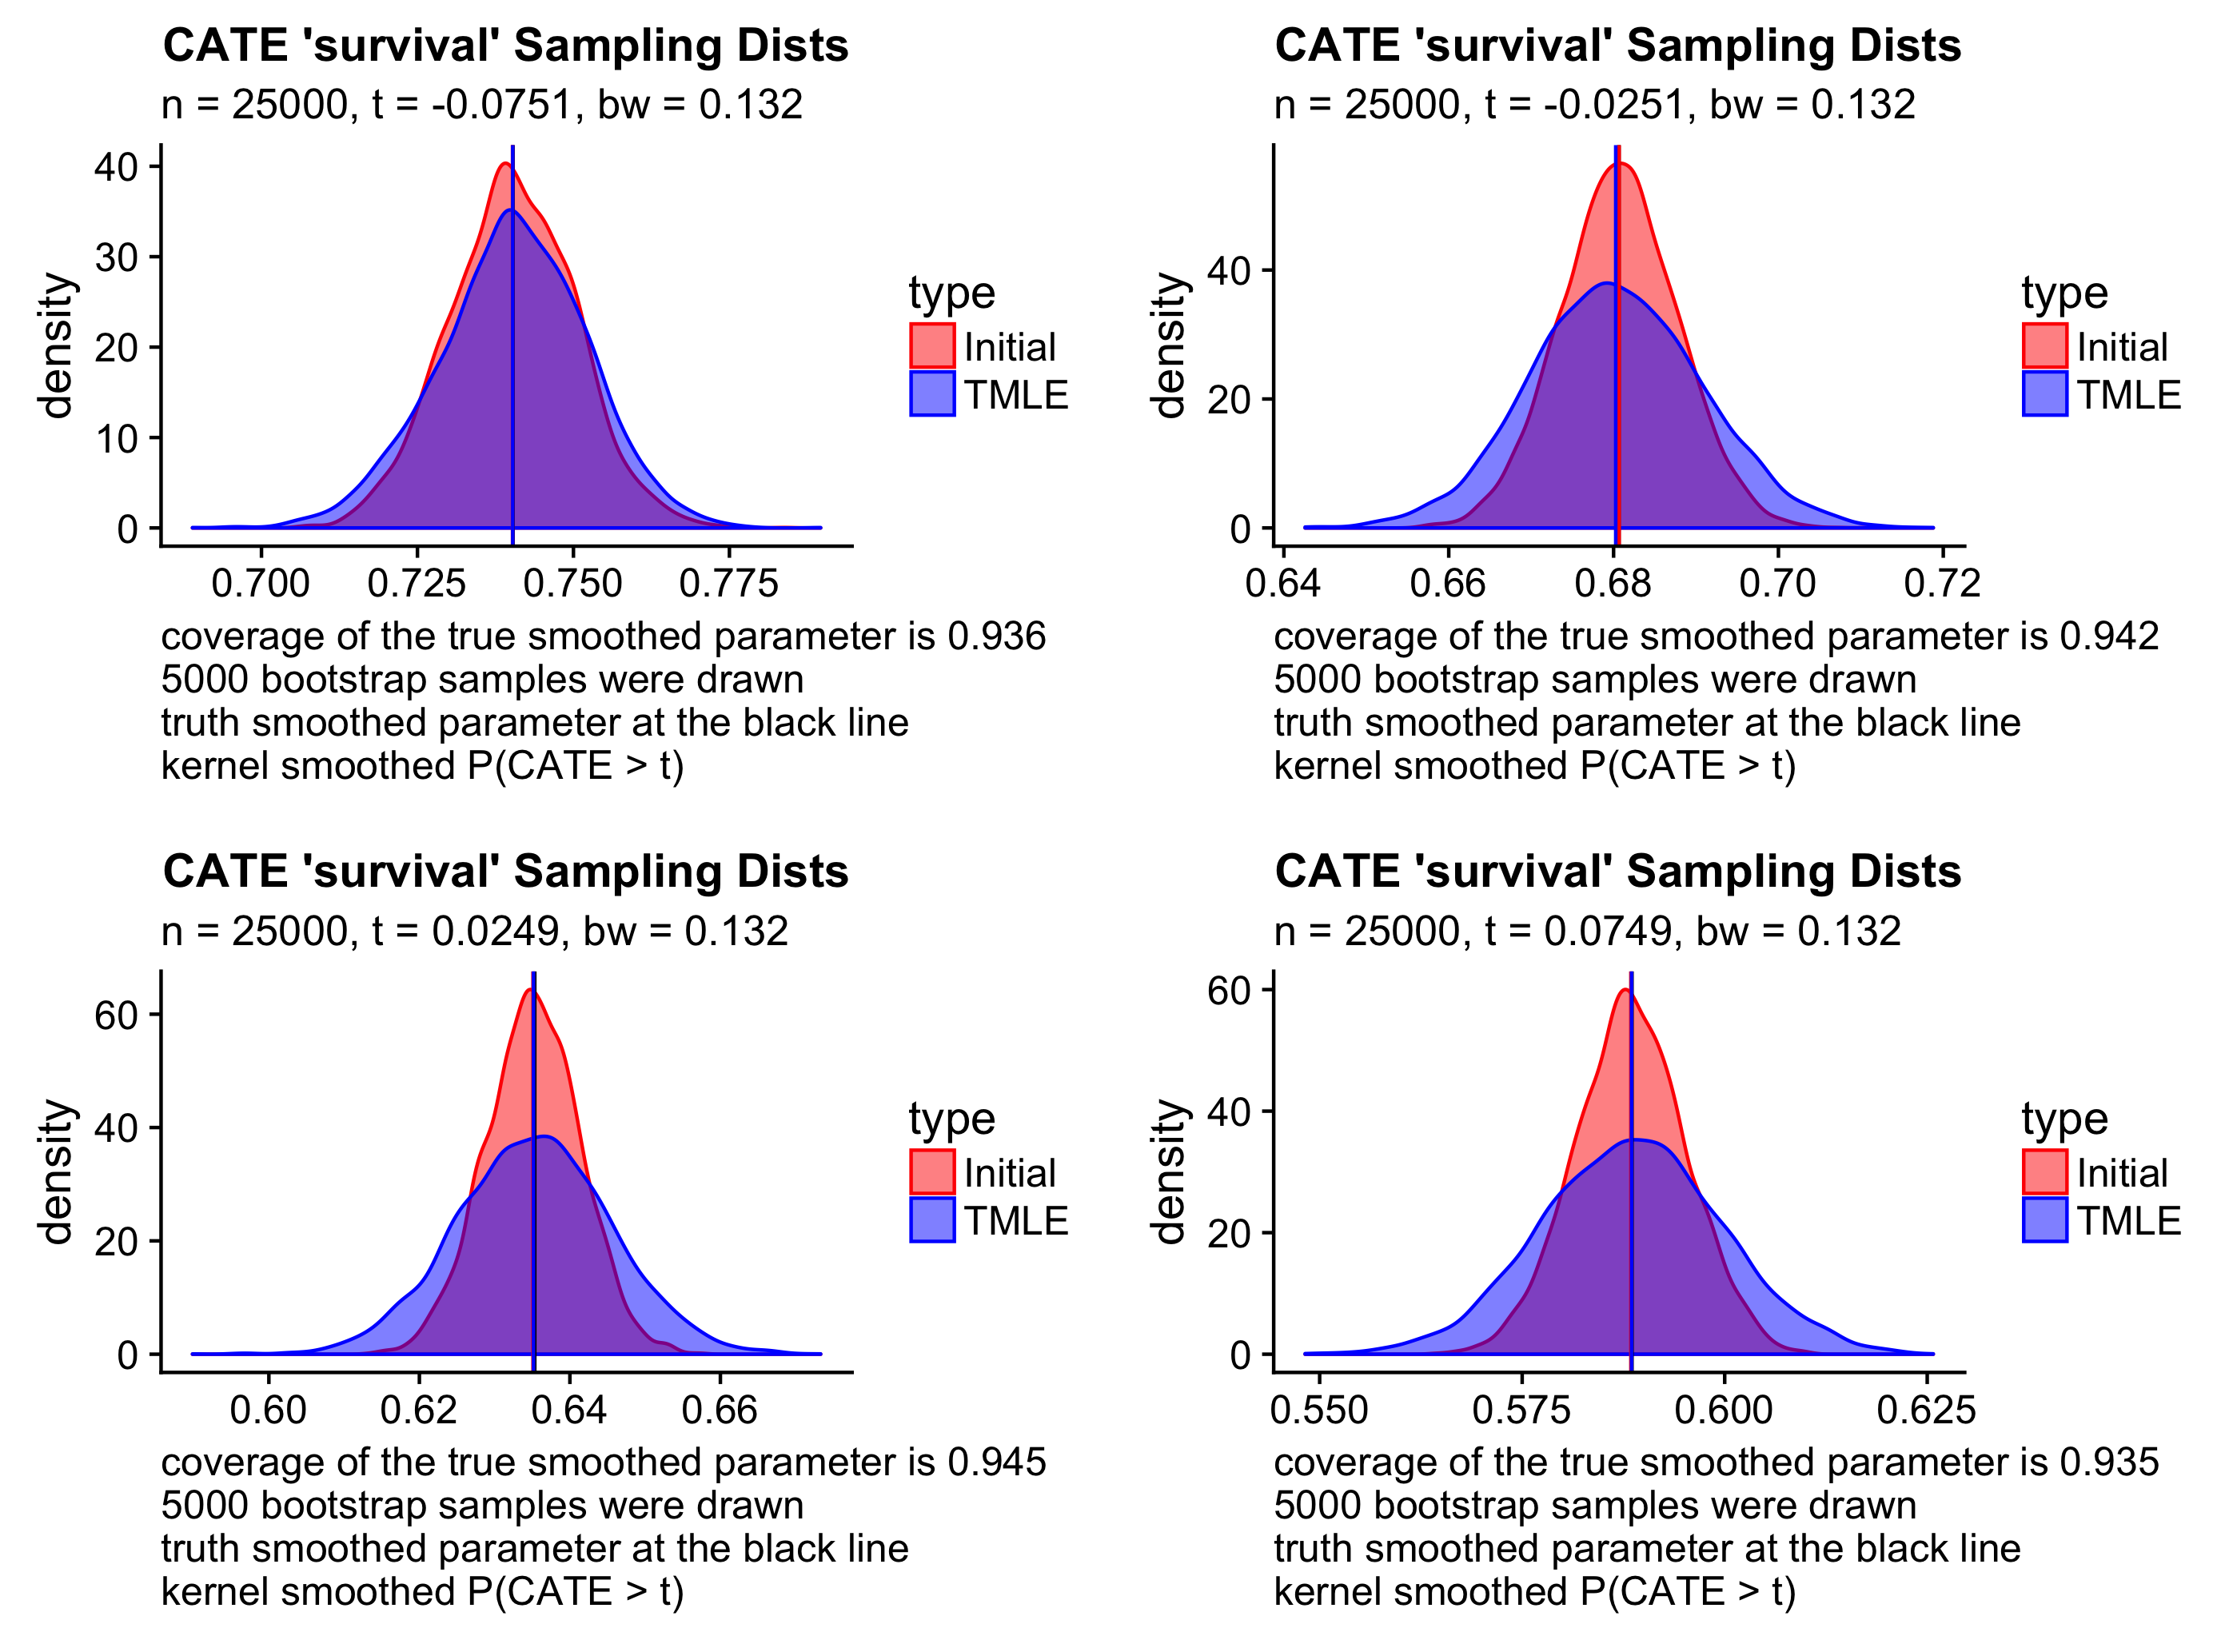 CATE 'survival' Sampling Dists
n = 25000, t = -0.0751, bw = 0.132
40
30
20
10
0
density
0.700 0.725 0.750 0.775
type
Initial
TMLE
coverage of the true smoothed parameter is 0.936
5000 bootstrap samples were drawn
truth smoothed parameter at the black line
kernel smoothed P(CATE > t)
CATE 'survival' Sampling Dists
n = 25000, t = -0.0251, bw = 0.132
40
20
0
density
0.64 0.66 0.68 0.70 0.72
type
Initial
TMLE
coverage of the true smoothed parameter is 0.942
5000 bootstrap samples were drawn
truth smoothed parameter at the black line
kernel smoothed P(CATE > t)
CATE 'survival' Sampling Dists
n = 25000, t = 0.0249, bw = 0.132
60
40
20
0
density
0.60 0.62 0.64 0.66
type
Initial
TMLE
coverage of the true smoothed parameter is 0.945
5000 bootstrap samples were drawn
truth smoothed parameter at the black line
kernel smoothed P(CATE > t)
CATE 'survival' Sampling Dists
n = 25000, t = 0.0749, bw = 0.132
60
40
20
0
density
0.550 0.575 0.600 0.625
type
Initial
TMLE
coverage of the true smoothed parameter is 0.935
5000 bootstrap samples were drawn
truth smoothed parameter at the black line
kernel smoothed P(CATE > t)